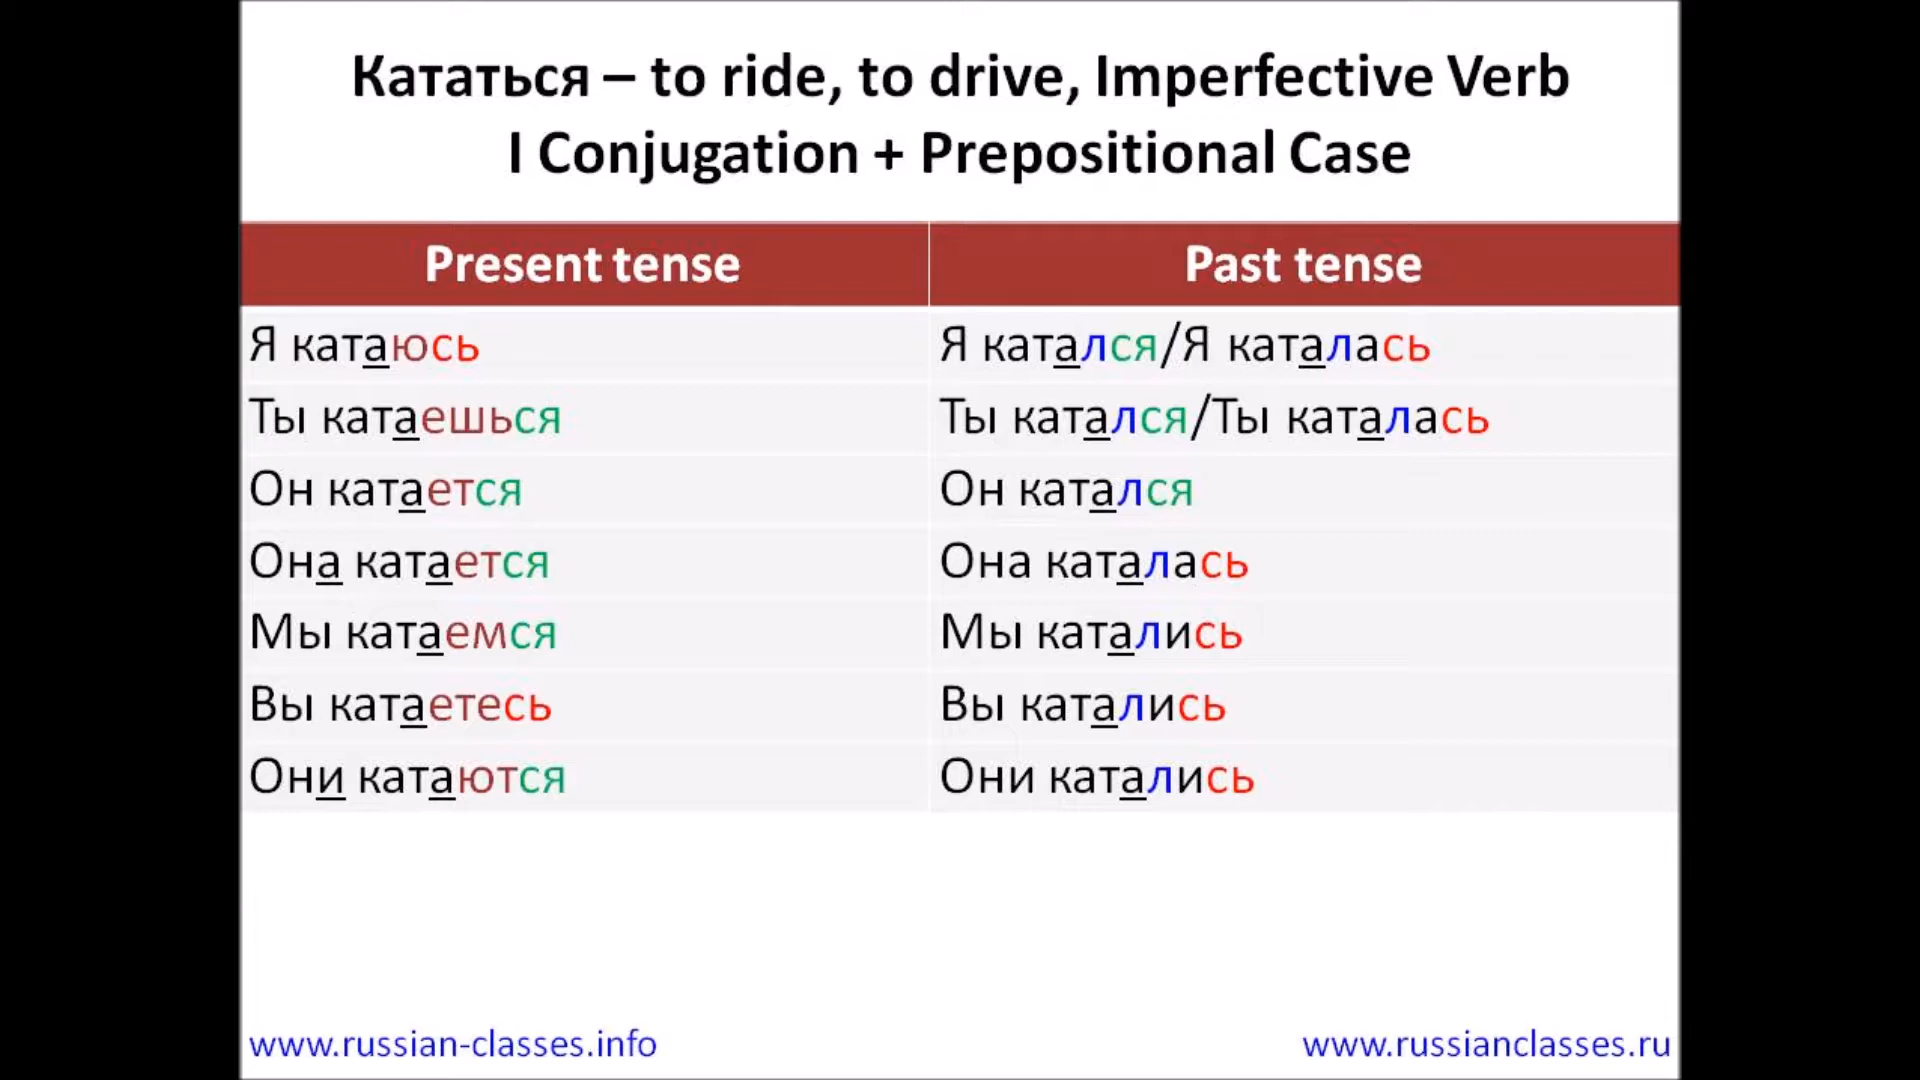 Кататься – to ride, to drive, Imperfective Verb
I Conjugation + Prepositional Case
Present tense Past tense
Я катаюсь Я катался/Я каталась
Ты катаешься Ты катался/Ты каталась
Он катается Он катался
Она катается Она каталась
Мы катаемся Мы катались
Вы катаетесь Вы катались
Они катаются Они катались
www.russian-classes.info www.russianclasses.ru